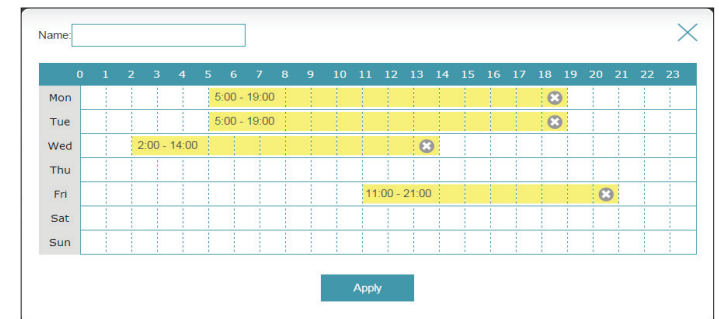 Name:
0 1 2 3 4 5 6 7 8 9 10 11 12 13 14 15 16 17 18 19 20 21 22 23
Mon 5:00 - 19:00
Tue 5:00 - 19:00
Wed 2:00 - 14:00
Thu
Fri 11:00 - 21:00
Sat
Sun
Apply